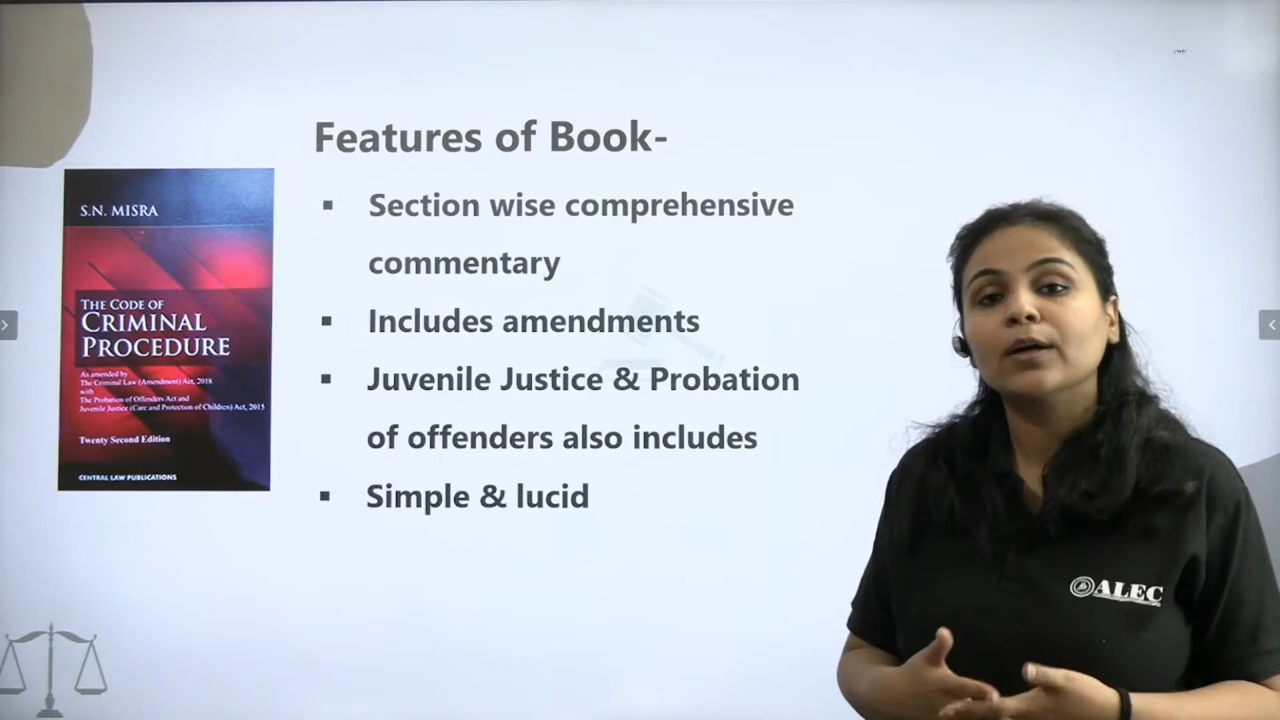 Features of Book-
▪ Section wise comprehensive
commentary
▪ Includes amendments
▪ Juvenile Justice & Probation
of offenders also includes
▪ Simple & lucid
S.N. MISRA
THE CODE OF
CRIMINAL
PROCEDURE
As amended by
The Criminal Law (Amendment) Act, 2018
with
The Probation of Offenders Act and
Juvenile Justice (Care and Protection of Children) Act, 2015
Twenty Second Edition
CENTRAL LAW PUBLICATIONS
ALEC